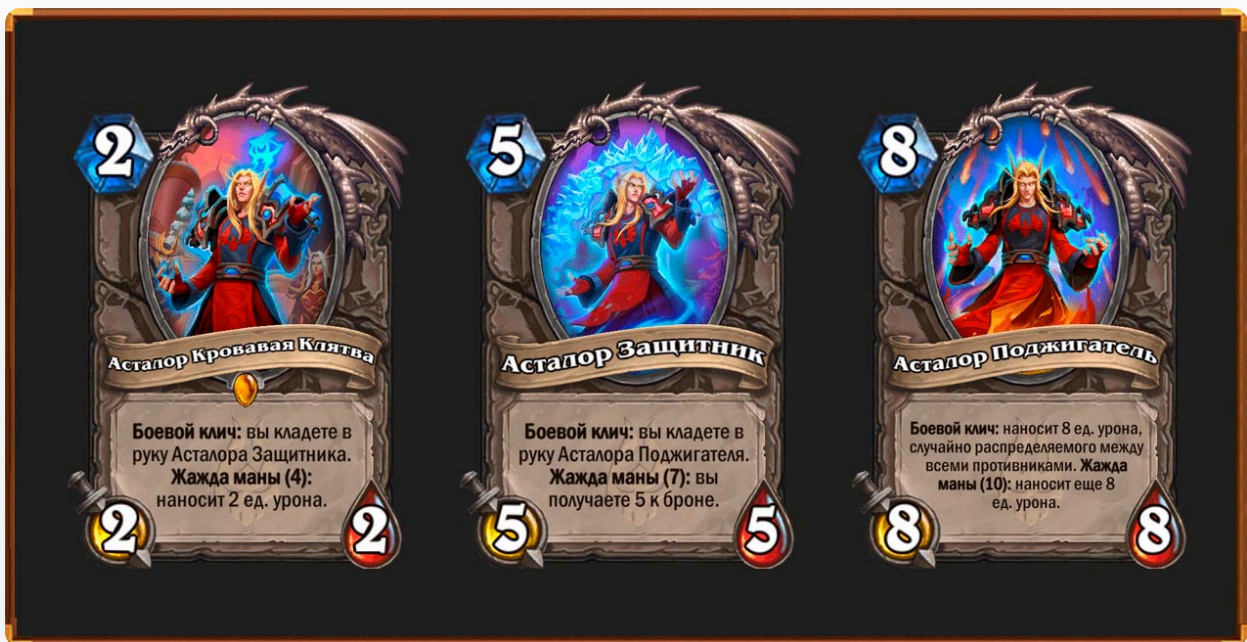 2
Асталор Кровавая Клятва
Боевой клич: вы кладете в
руку Асталора Защитника.
Жажда маны (4):
наносит 2 ед. урона.
2
2
5
Асталор Защитник
Боевой клич: вы кладете в
руку Асталора Поджигателя.
Жажда маны (7): вы
получаете 5 к броне.
5
5
8
Асталор Поджигатель
Боевой клич: наносит 8 ед. урона,
случайно распределяемого между
всеми противниками. Жажда
маны (10): наносит еще 8
ед. урона.
8
8